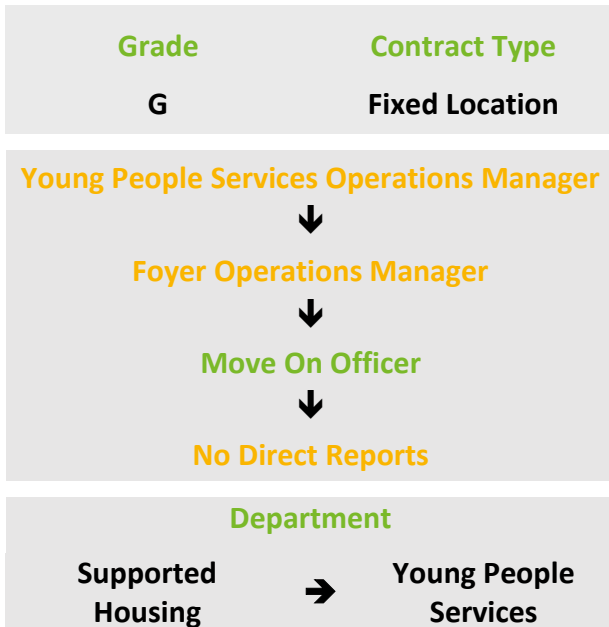 Grade Contract Type
G Fixed Location
Young People Services Operations Manager
↓
Foyer Operations Manager
↓
Move On Officer
↓
No Direct Reports
Department
Supported Housing → Young People Services